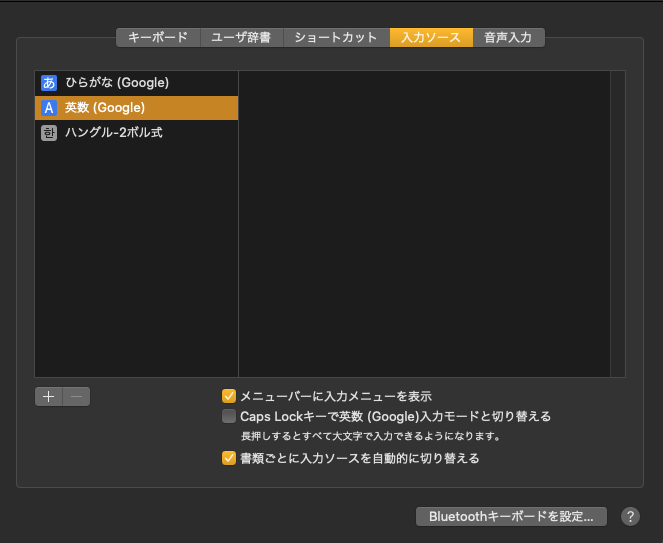 キーボード ユーザ辞書 ショートカット 入力ソース 音声入力
あ ひらがな (Google)
A 英数 (Google)
한 ハングル-2ボル式
+ −
メニューバーに入力メニューを表示
Caps Lockキーで英数 (Google)入力モードと切り替える
長押しするとすべて大文字で入力できるようになります。
書類ごとに入力ソースを自動的に切り替える
Bluetoothキーボードを設定... ?